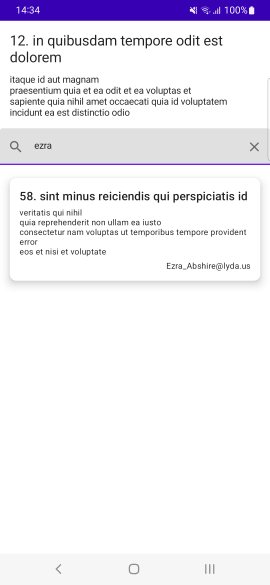 14:34
100%
12. in quibusdam tempore odit est
dolorem
itaque id aut magnam
praesentium quia et ea odit et ea voluptas et
sapiente quia nihil amet occaecati quia id voluptatem
incidunt ea est distinctio odio
ezra
58. sint minus reiciendis qui perspiciatis id
veritatis qui nihil
quia reprehenderit non ullam ea iusto
consectetur nam voluptas ut temporibus tempore provident
error
eos et nisi et voluptate
Ezra_Abshire@lyda.us